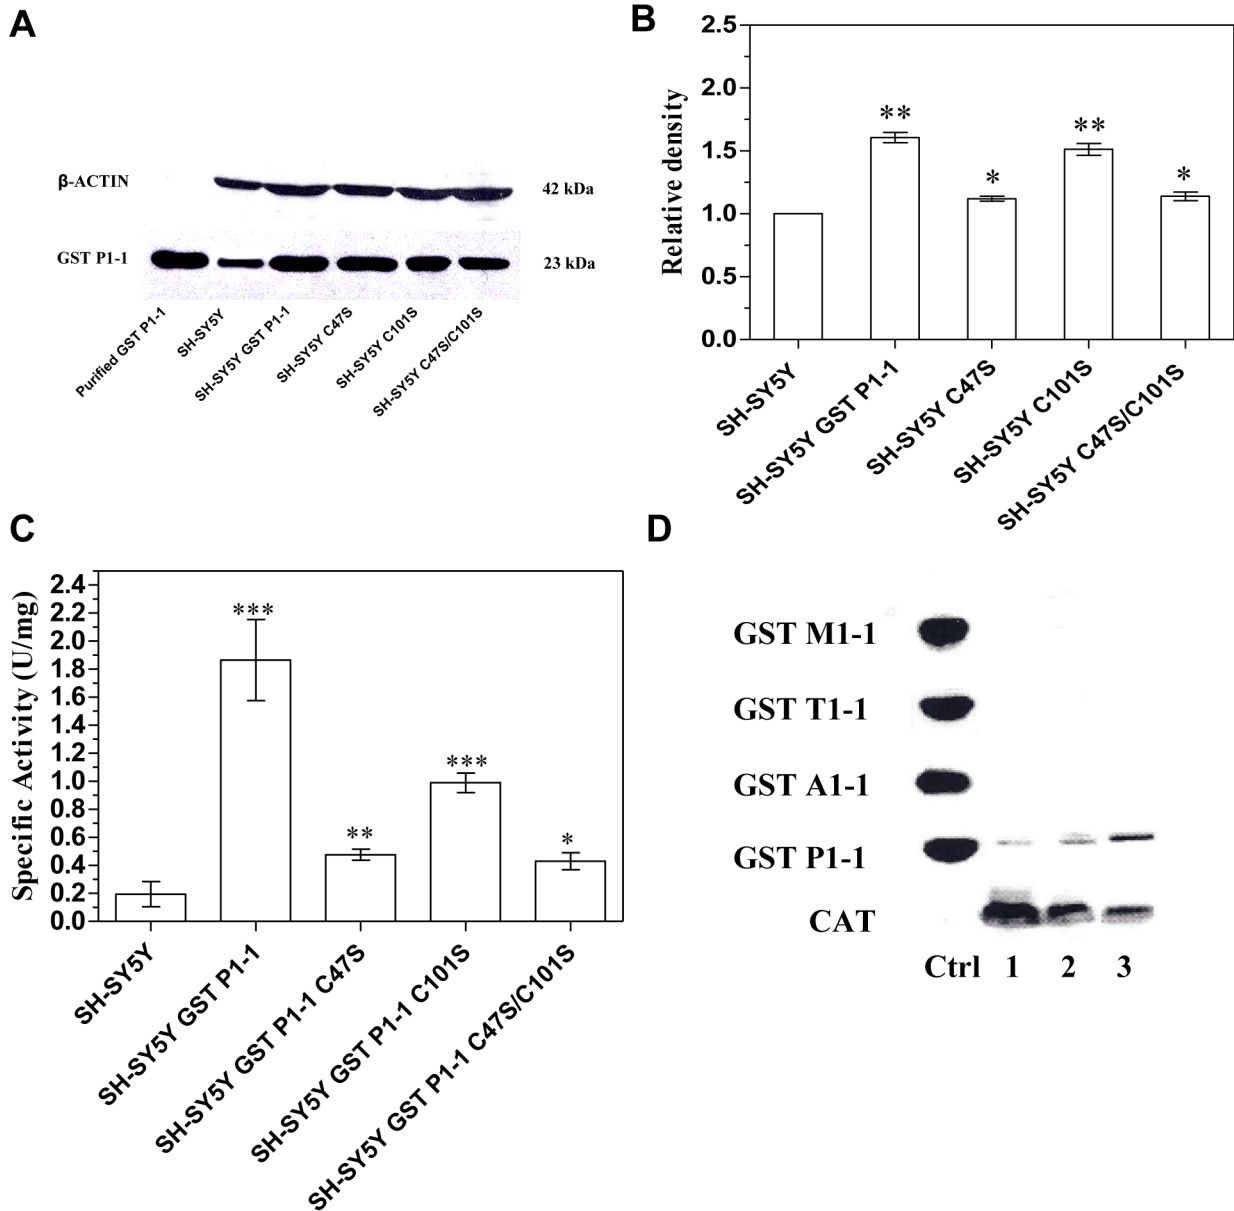 A
β-ACTIN
42 kDa
GST P1-1
23 kDa
Purified GST P1-1
SH-SY5Y
SH-SY5Y GST P1-1
SH-SY5Y C47S
SH-SY5Y C101S
SH-SY5Y C47S/C101S
B
Relative density
2.5
2.0
1.5
1.0
0.5
0.0
**
*
**
*
SH-SY5Y
SH-SY5Y GST P1-1
SH-SY5Y C47S
SH-SY5Y C101S
SH-SY5Y C47S/C101S
C
Specific Activity (U/mg)
2.4
2.2
2.0
1.8
1.6
1.4
1.2
1.0
0.8
0.6
0.4
0.2
0.0
***
**
***
*
SH-SY5Y
SH-SY5Y GST P1-1
SH-SY5Y GST P1-1 C47S
SH-SY5Y GST P1-1 C101S
SH-SY5Y GST P1-1 C47S/C101S
D
GST M1-1
GST T1-1
GST A1-1
GST P1-1
CAT
Ctrl 1 2 3